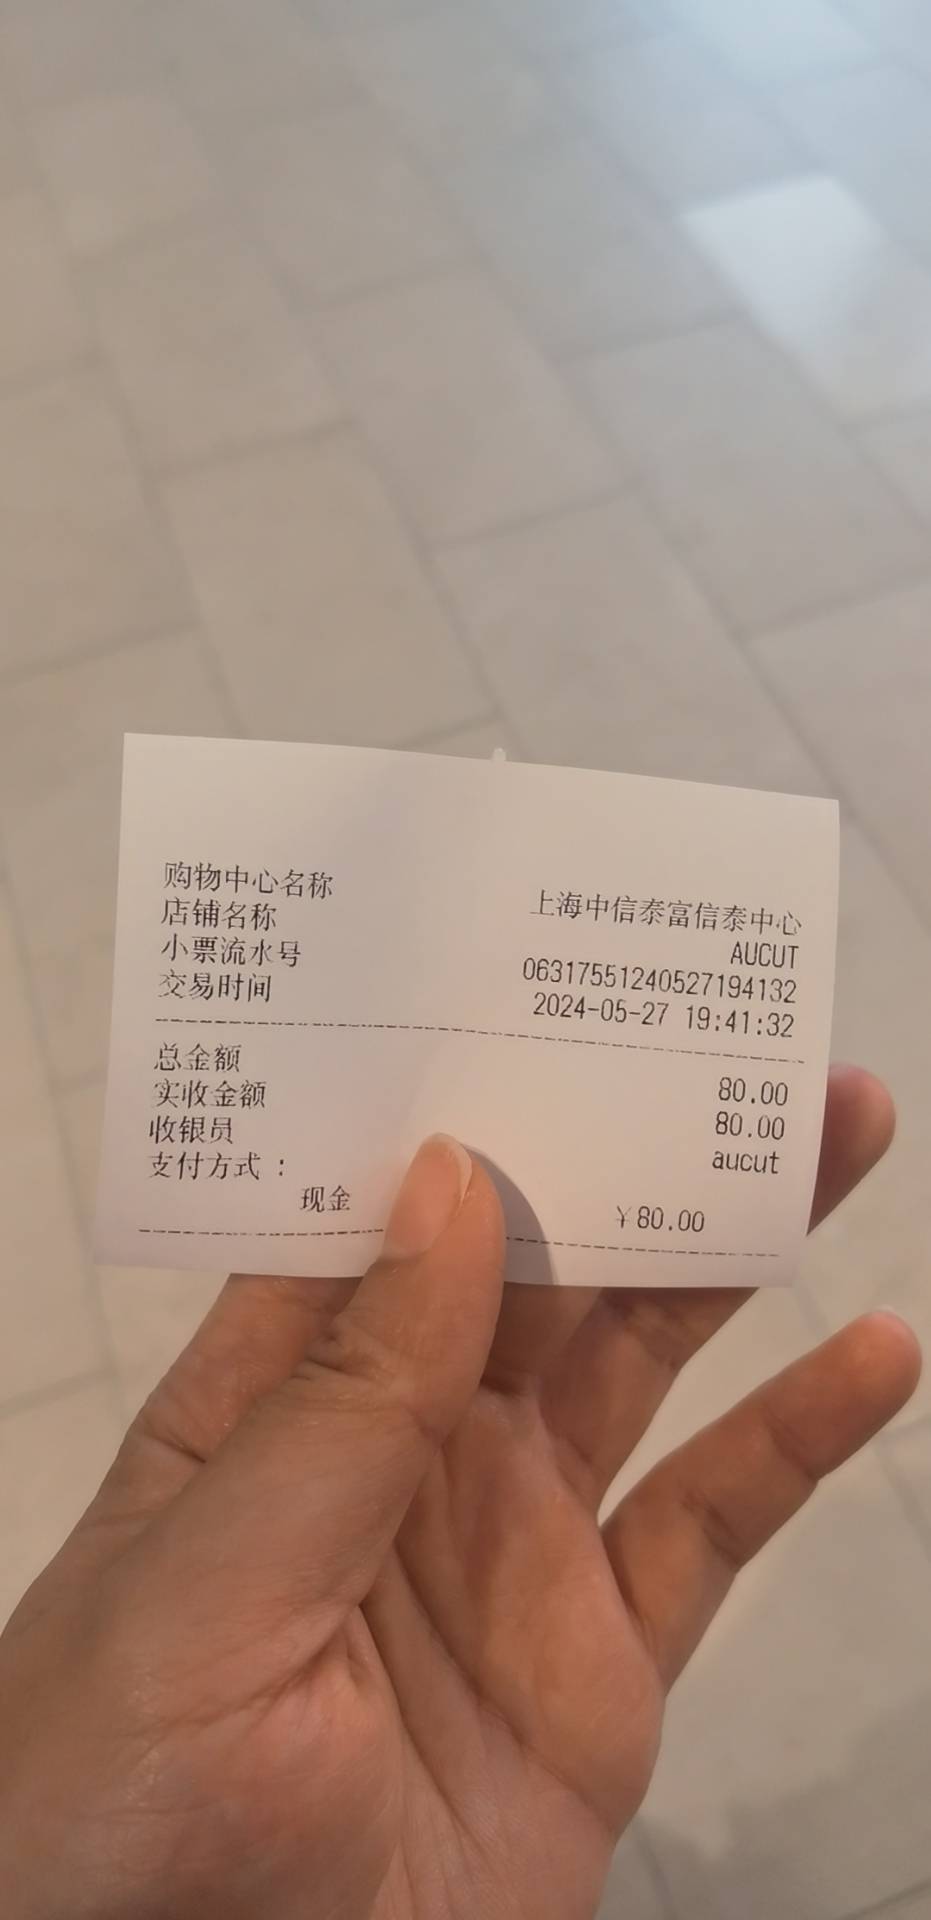 购物中心名称 上海中信泰富信泰中心
店铺名称 AUCUT
小票流水号 06317551240527194132
交易时间 2024-05-27 19:41:32
总金额 80.00
实收金额 80.00
收银员 aucut
支付方式 :
现金 ¥80.00